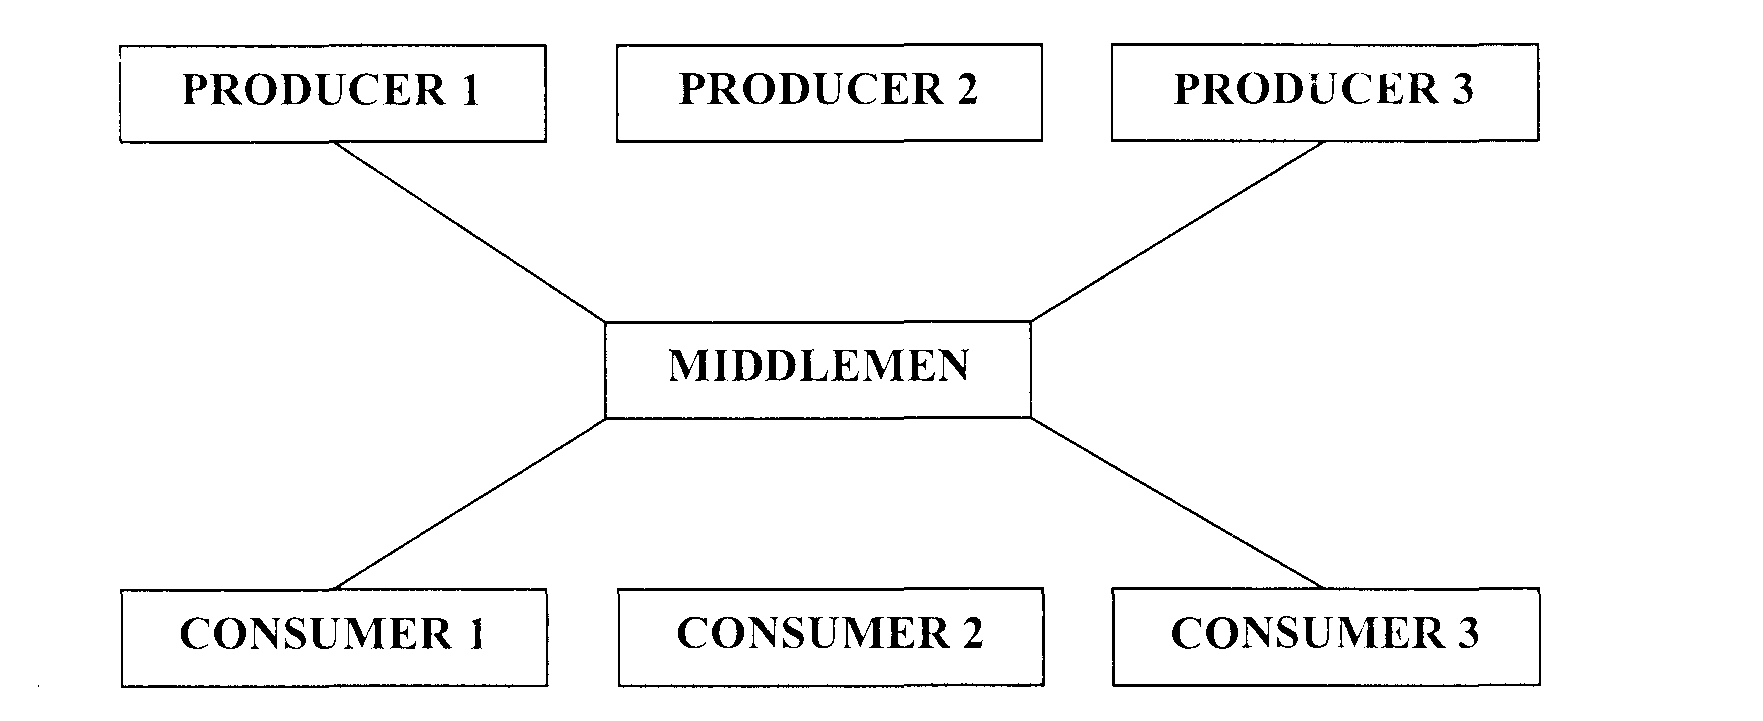 PRODUCER 1
PRODUCER 2
PRODUCER 3
MIDDLEMEN
CONSUMER 1
CONSUMER 2
CONSUMER 3